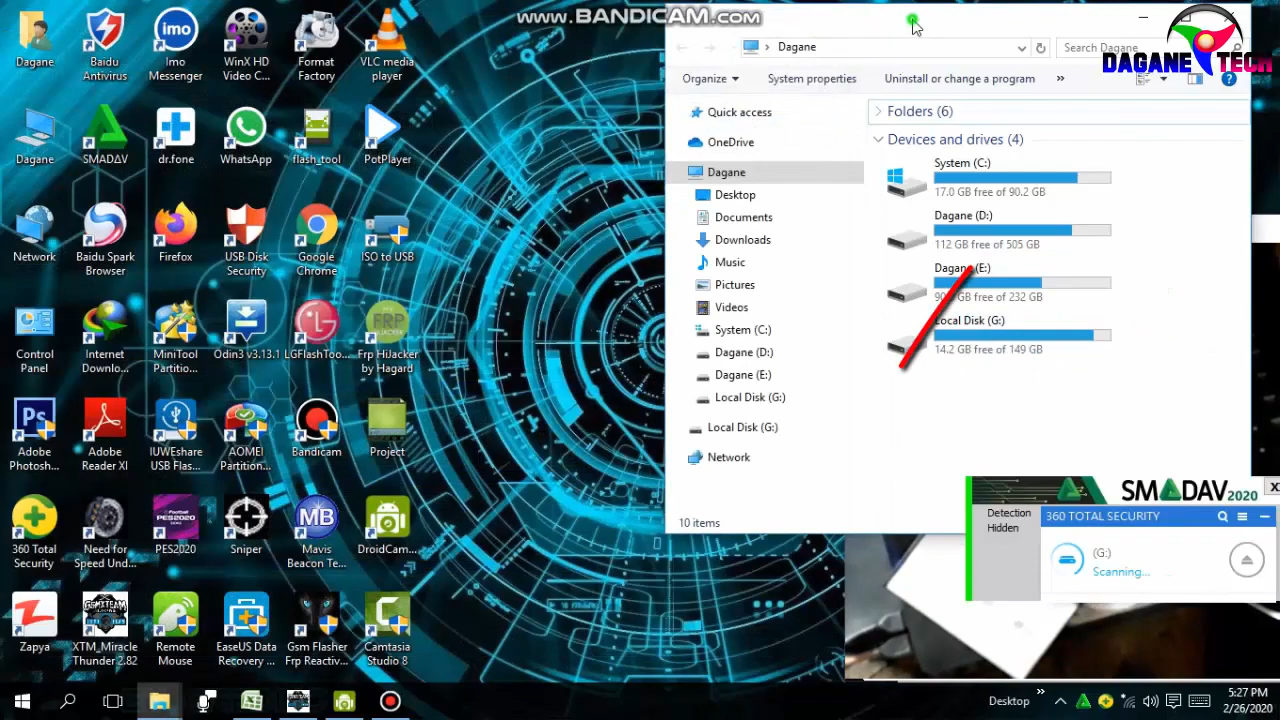 www.BANDICAM.com
DAGANE TECH
Dagane
Baidu
Antivirus
Imo
Messenger
WinX HD
Video C...
Format
Factory
VLC media
player
Dagane
SMADΔV
dr.fone
WhatsApp
flash_tool
PotPlayer
Network
Baidu Spark
Browser
Firefox
USB Disk
Security
Google
Chrome
ISO to USB
Control
Panel
Internet
Downlo...
MiniTool
Partitio...
Odin3 v3.13.1
LGFlashToo...
Frp HiJacker
by Hagard
Adobe
Photosh...
Adobe
Reader XI
IUWEshare
USB Flas...
AOMEI
Partition...
Bandicam
Project
360 Total
Security
Need for
Speed Und...
PES2020
Sniper
Mavis
Beacon Te...
DroidCam...
Zapya
XTM_Miracle
Thunder 2.82
Remote
Mouse
EaseUS Data
Recovery ...
Gsm Flasher
Frp Reactiv...
Camtasia
Studio 8
Dagane
Search Dagane
Organize
System properties
Uninstall or change a program
»
Quick access
OneDrive
Dagane
Desktop
Documents
Downloads
Music
Pictures
Videos
System (C:)
Dagane (D:)
Dagane (E:)
Local Disk (G:)
Local Disk (G:)
Network
Folders (6)
Devices and drives (4)
System (C:)
17.0 GB free of 90.2 GB
Dagane (D:)
112 GB free of 505 GB
Dagane (E:)
GB free of 232 GB
Local Disk (G:)
14.2 GB free of 149 GB
10 items
SMADAV 2020
X
Detection
Hidden
360 TOTAL SECURITY
(G:)
Scanning...
Desktop
»
5:27 PM
2/26/2020